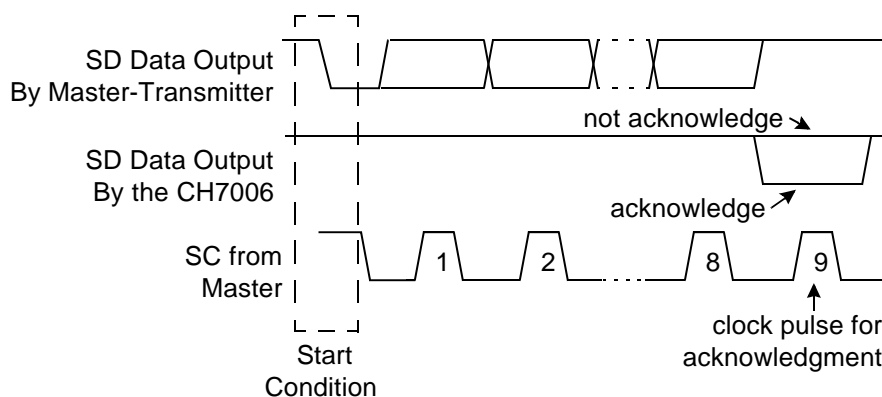 SD Data Output
By Master-Transmitter
not acknowledge
SD Data Output
By the CH7006
acknowledge
SC from
Master
1
2
8
9
clock pulse for
acknowledgment
Start
Condition